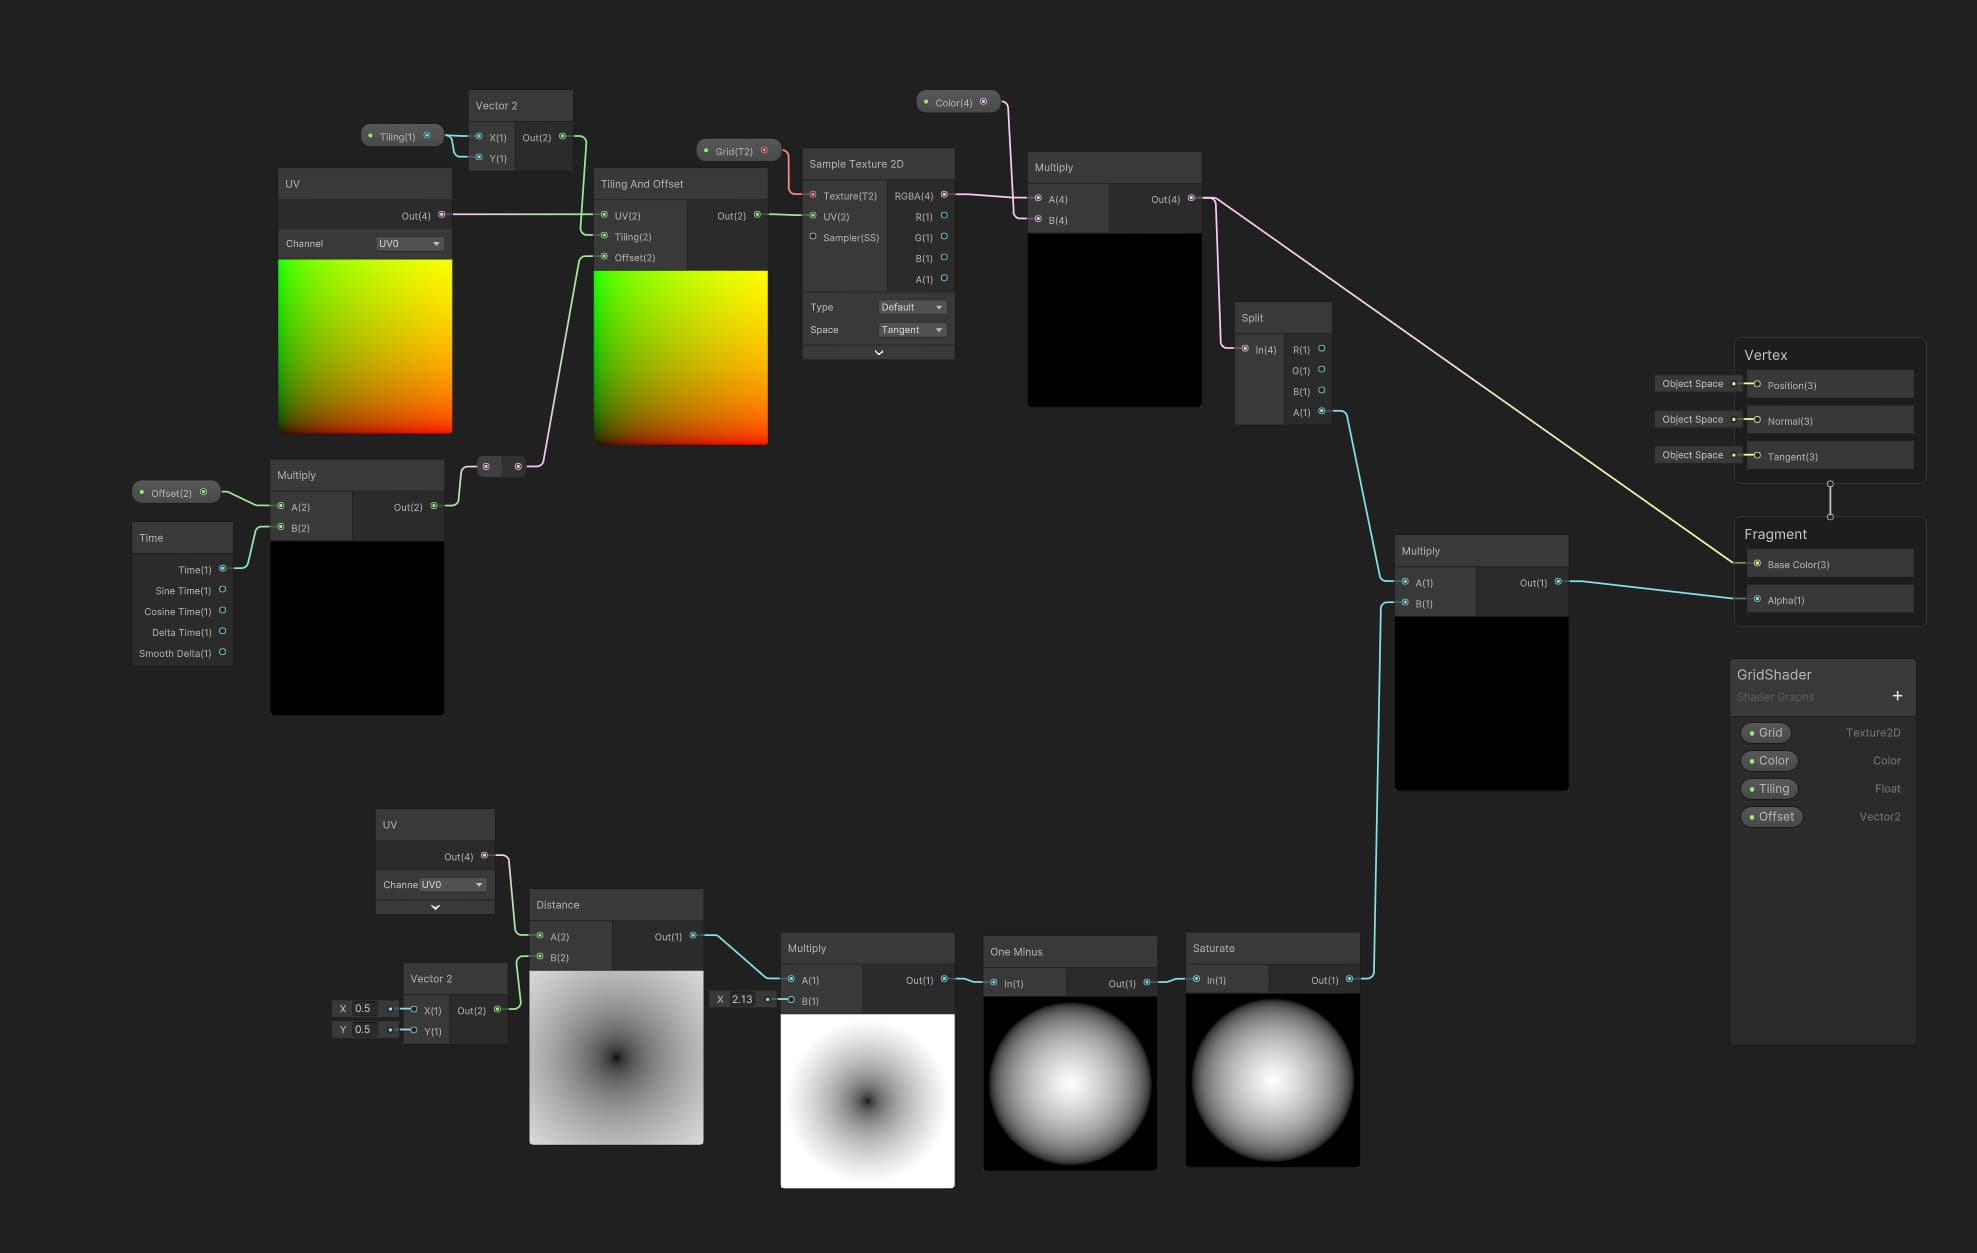 Vector 2
Tiling(1)
X(1)
Out(2)
Y(1)
UV
Out(4)
Channel
UV0
Tiling And Offset
UV(2)
Out(2)
Tiling(2)
Offset(2)
Grid(T2)
Sample Texture 2D
Texture(T2)
RGBA(4)
UV(2)
R(1)
Sampler(SS)
G(1)
B(1)
A(1)
Type
Default
Space
Tangent
Color(4)
Multiply
A(4)
Out(4)
B(4)
Split
In(4)
R(1)
G(1)
B(1)
A(1)
Offset(2)
Time
Time(1)
Sine Time(1)
Cosine Time(1)
Delta Time(1)
Smooth Delta(1)
Multiply
A(2)
Out(2)
B(2)
Multiply
A(1)
Out(1)
B(1)
Vertex
Object Space
Position(3)
Object Space
Normal(3)
Object Space
Tangent(3)
Fragment
Base Color(3)
Alpha(1)
GridShader
Shader Graphs
+
Grid
Texture2D
Color
Color
Tiling
Float
Offset
Vector2
UV
Out(4)
Channe
UV0
Vector 2
X 0.5
X(1)
Out(2)
Y 0.5
Y(1)
Distance
A(2)
Out(1)
B(2)
Multiply
A(1)
Out(1)
X 2.13
B(1)
One Minus
In(1)
Out(1)
Saturate
In(1)
Out(1)